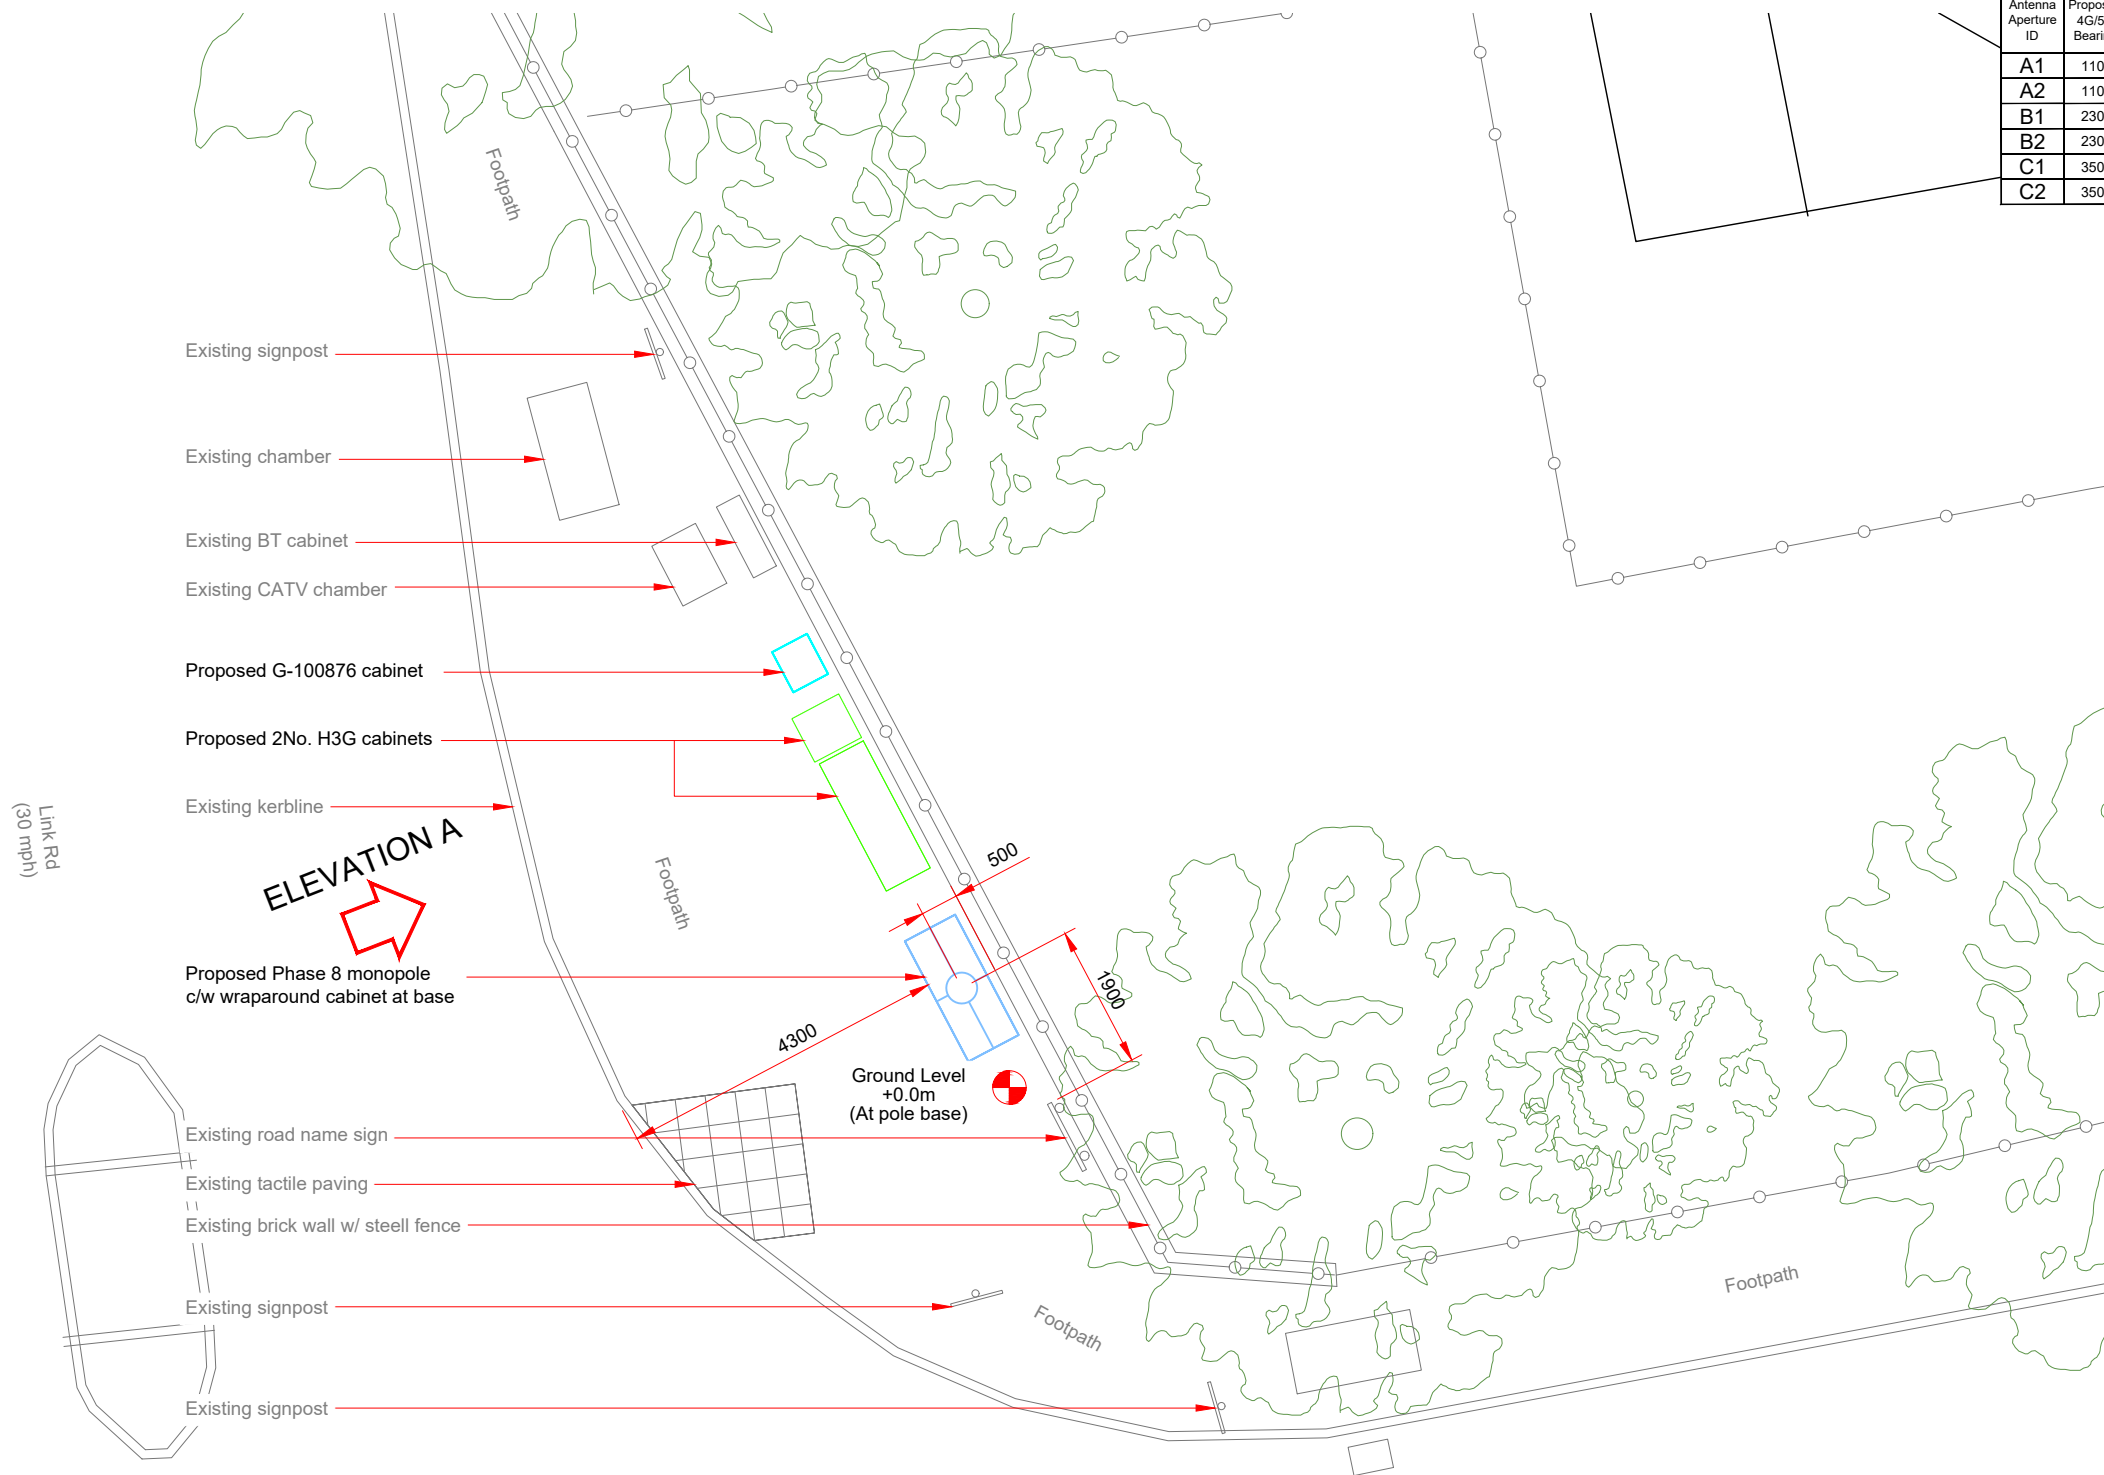 Antenna
Aperture
ID
4G/5
A1 110
A2 110
B1 230
B2 230
C1 350
C2 350
Footpath
Existing signpost
Existing chamber
Existing BT cabinet
Existing CATV chamber
Proposed G-100876 cabinet
Proposed 2No. H3G cabinets
Existing kerbline
Link Rd
(30 mph)
ELEVATION A
Footpath
500
Proposed Phase 8 monopole
c/w wraparound cabinet at base
1900
4300
Ground Level
+0.0m
(At pole base)
Existing road name sign
Existing tactile paving
Existing brick wall w/ steell fence
Existing signpost
Footpath
Footpath
Existing signpost